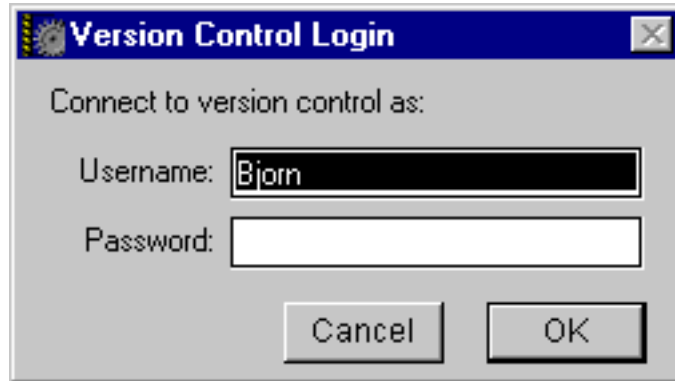 Version Control Login
Connect to version control as:
Username: Bjorn
Password:
Cancel OK